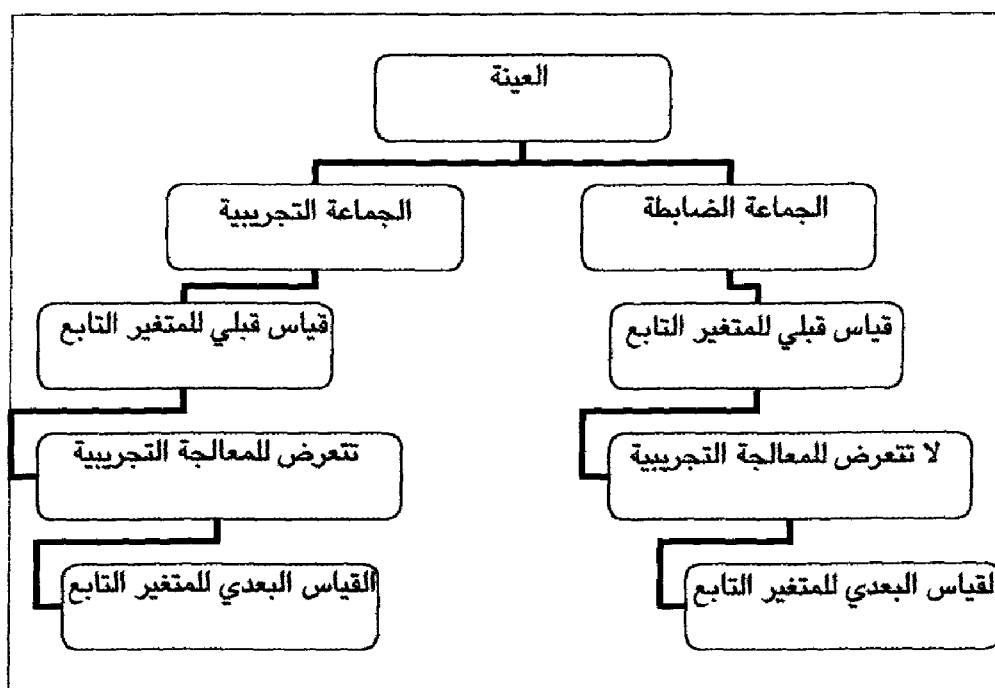 العينة
الجماعة الضابطة
الجماعة التجريبية
قياس قبلي للمتغير التابع
قياس قبلي للمتغير التابع
لا تتعرض للمعالجة التجريبية
تتعرض للمعالجة التجريبية
القياس البعدي للمتغير التابع
القياس البعدي للمتغير التابع